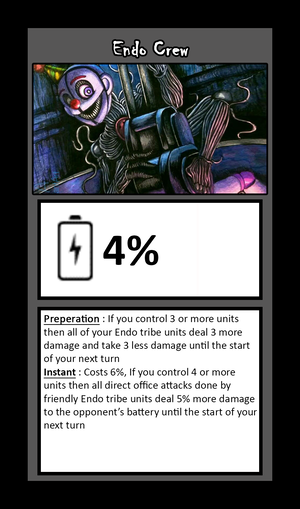 Endo Crew
4%
Preperation : If you control 3 or more units
then all of your Endo tribe units deal 3 more
damage and take 3 less damage until the start
of your next turn
Instant : Costs 6%, If you control 4 or more
units then all direct office attacks done by
friendly Endo tribe units deal 5% more damage
to the opponent’s battery until the start of your
next turn